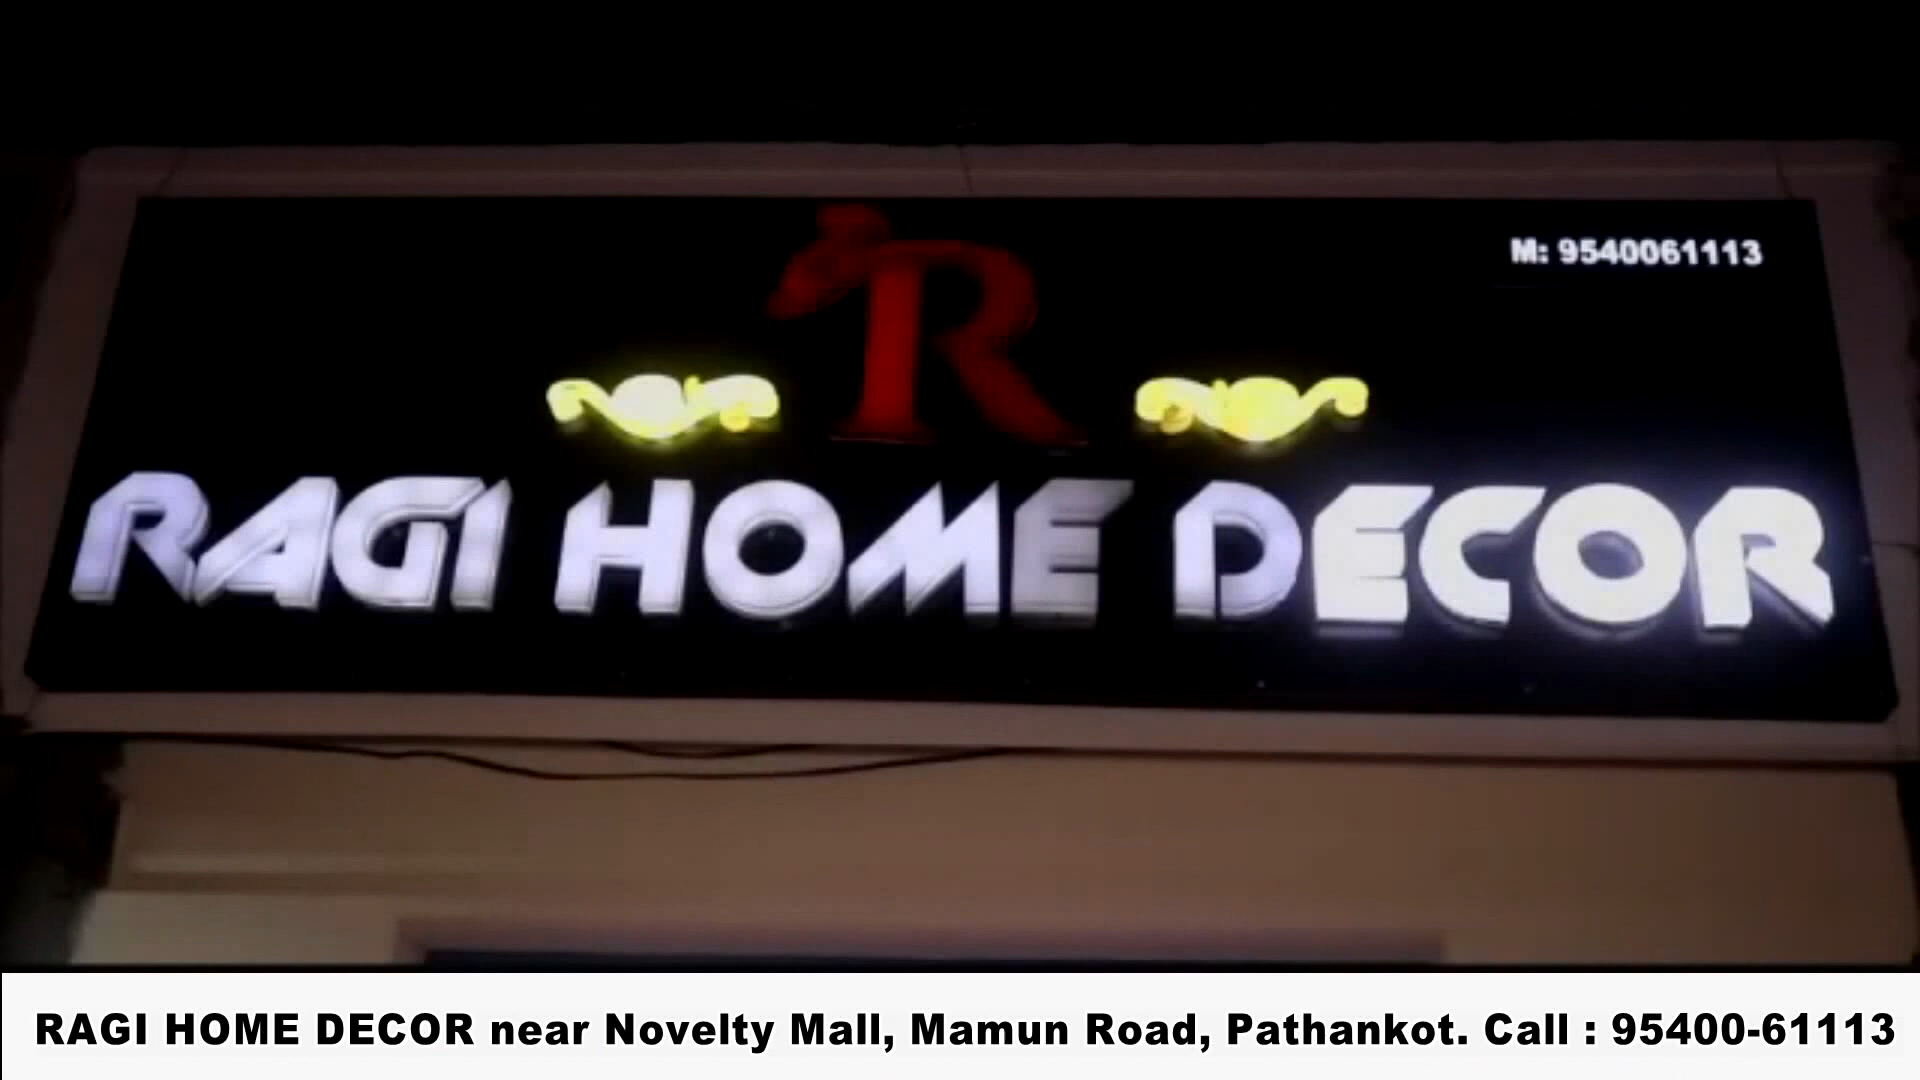 M: 9540061113
R
RAGI HOME DECOR
RAGI HOME DECOR near Novelty Mall, Mamun Road, Pathankot. Call : 95400-61113